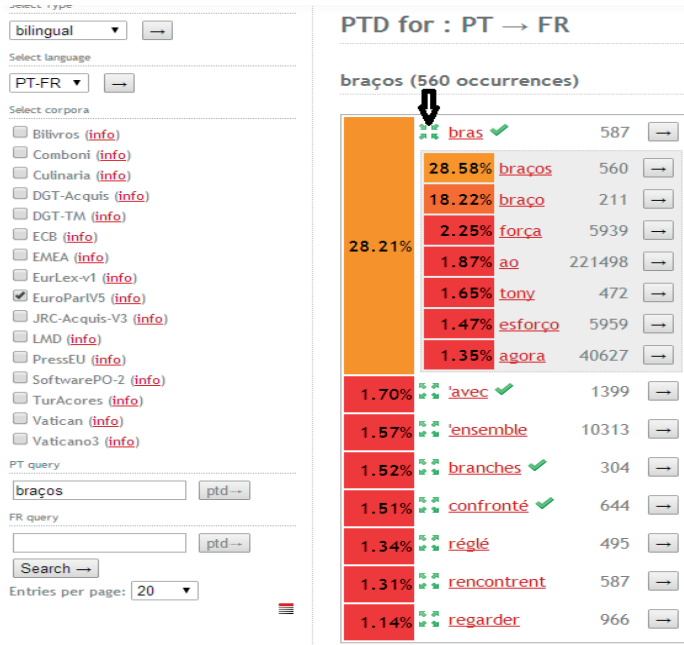 Select Type
bilingual ▼ →
Select language
PT-FR ▼ →
Select corpora
Bilivros (info)
Comboni (info)
Culinaria (info)
DGT-Acquis (info)
DGT-TM (info)
ECB (info)
EMEA (info)
EurLex-v1 (info)
EuroParlV5 (info)
JRC-Acquis-V3 (info)
LMD (info)
PressEU (info)
SoftwarePO-2 (info)
TurAcores (info)
Vatican (info)
Vaticano3 (info)
PT query
braços ptd→
FR query
ptd→
Search →
Entries per page: 20 ▼
PTD for : PT → FR
braços (560 occurrences)
28.21% bras ✔ 587 →
28.58% braços 560 →
18.22% braço 211 →
2.25% força 5939 →
1.87% ao 221498 →
1.65% tony 472 →
1.47% esforço 5959 →
1.35% agora 40627 →
1.70% 'avec ✔ 1399 →
1.57% 'ensemble 10313 →
1.52% branches ✔ 304 →
1.51% confronté ✔ 644 →
1.34% réglé 495 →
1.31% rencontrent 587 →
1.14% regarder 966 →